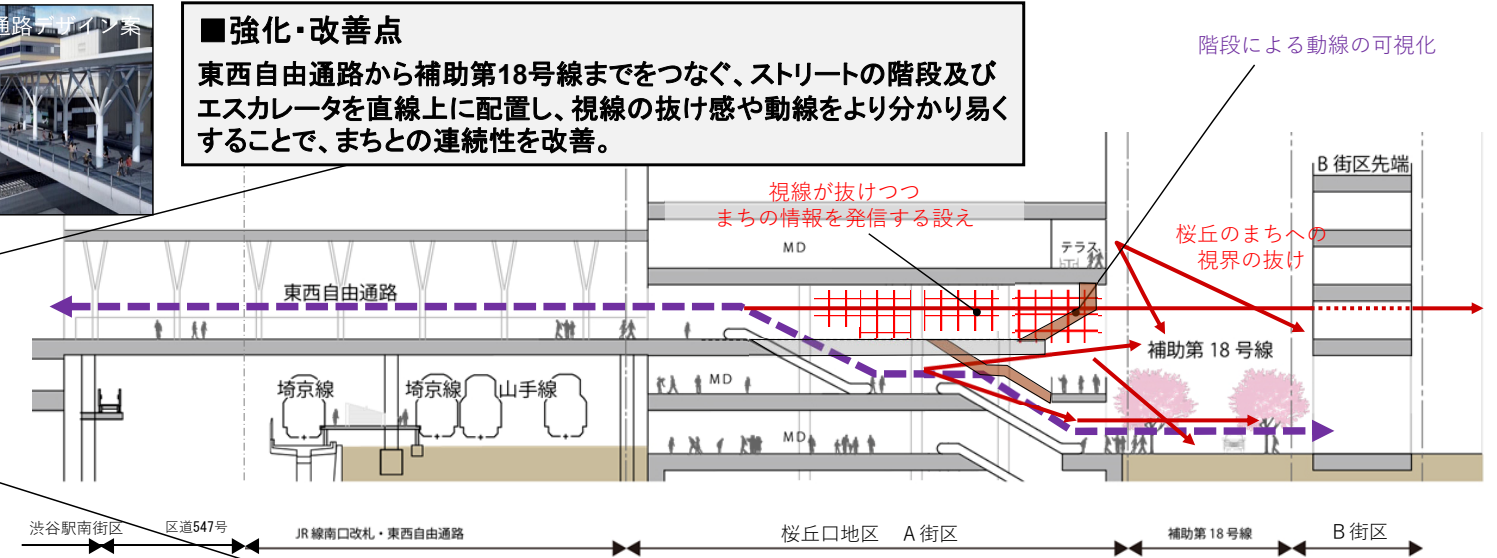 通路デザイン案
■強化・改善点
東西自由通路から補助第18号線までをつなぐ、ストリートの階段及び
エスカレータを直線上に配置し、視線の抜け感や動線をより分かり易く
することで、まちとの連続性を改善。
階段による動線の可視化
B 街区先端
視線が抜けつつ
まちの情報を発信する設え
MD
テラス
桜丘のまちへの
視界の抜け
東西自由通路
補助第 18 号線
埼京線
埼京線
山手線
MD
MD
渋谷駅南街区
区道547号
JR 線南口改札・東西自由通路
桜丘口地区 A 街区
補助第 18 号線
B 街区